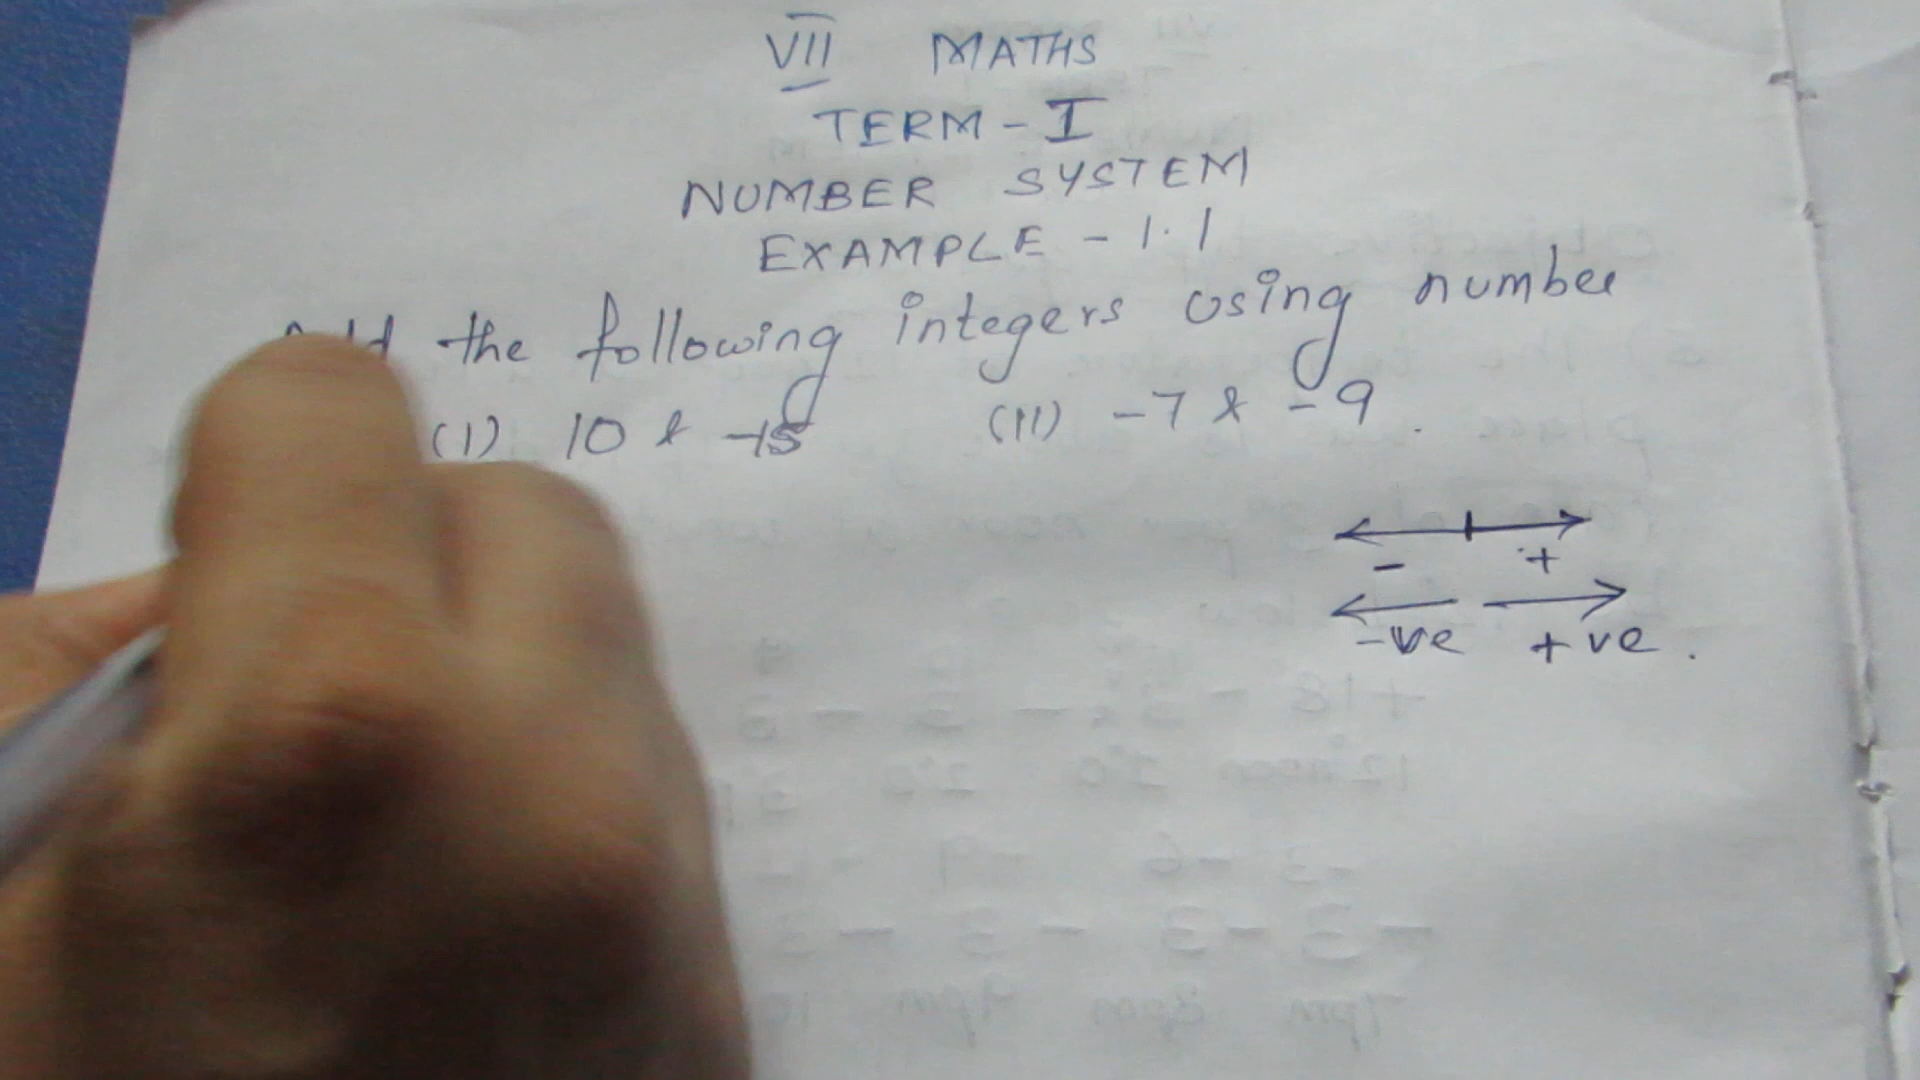 VII MATHS
TERM - I
NUMBER SYSTEM
EXAMPLE - 1.1
the following integers using number
(I) 10 & -15 (II) -7 & -9.
- +
-ve +ve.